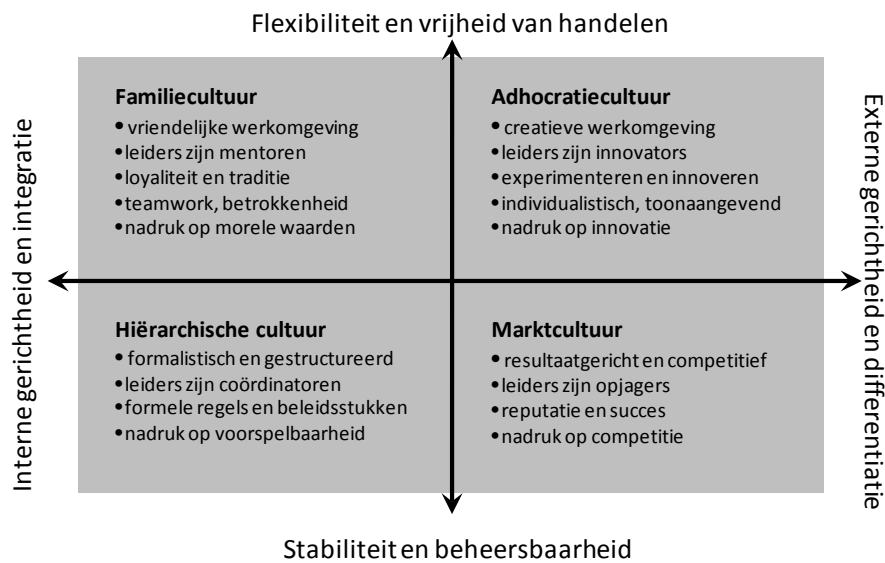 Flexibiliteit en vrijheid van handelen
Interne gerichtheid en integratie
Familiecultuur
• vriendelijke werkomgeving
• leiders zijn mentoren
• loyaliteit en traditie
• teamwork, betrokkenheid
• nadruk op morele waarden
Adhocratiecultuur
• creatieve werkomgeving
• leiders zijn innovators
• experimenteren en innoveren
• individualistisch, toonaangevend
• nadruk op innovatie
Externe gerichtheid en differentiatie
Hiërarchische cultuur
• formalistisch en gestructureerd
• leiders zijn coördinatoren
• formele regels en beleidsstukken
• nadruk op voorspelbaarheid
Marktcultuur
• resultaatgericht en competitief
• leiders zijn opjagers
• reputatie en succes
• nadruk op competitie
Stabiliteit en beheersbaarheid